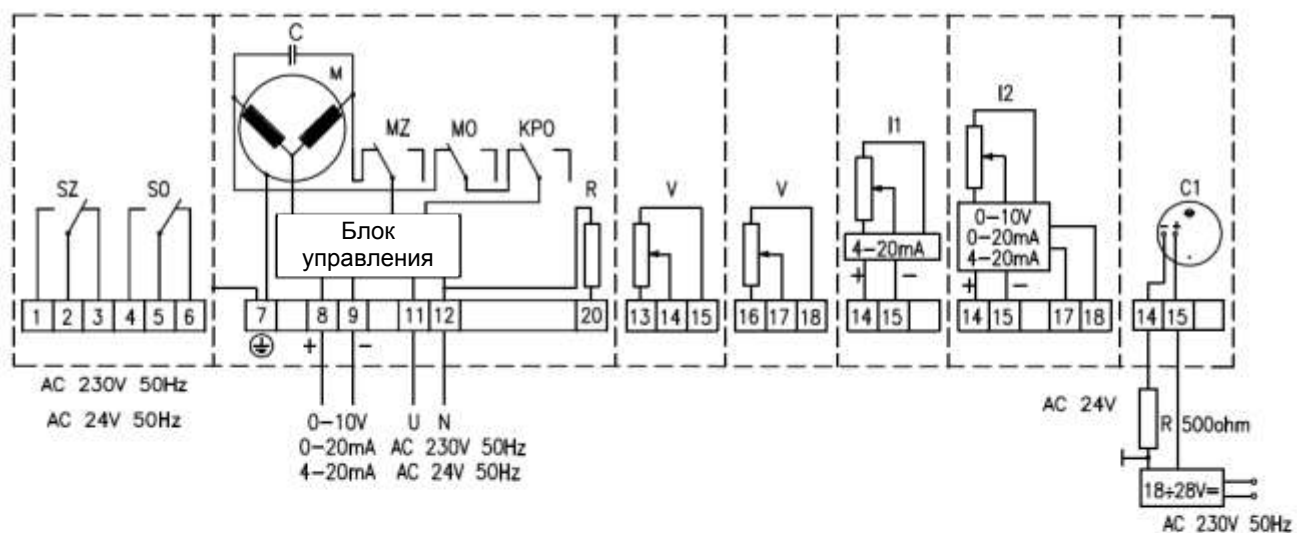 C
M
MZ
MO
KPO
SZ
SO
R
V
V
I1
I2
C1
Блок
управления
4-20mA
+
-
0-10V
0-20mA
4-20mA
+
-
- +
1 2 3 4 5 6
7 8 9 11 12 20
13 14 15
16 17 18
14 15
14 15 17 18
14 15
+ -
AC 230V 50Hz
AC 24V 50Hz
0-10V U N
0-20mA AC 230V 50Hz
4-20mA AC 24V 50Hz
AC 24V
R 500ohm
18÷28V=
AC 230V 50Hz